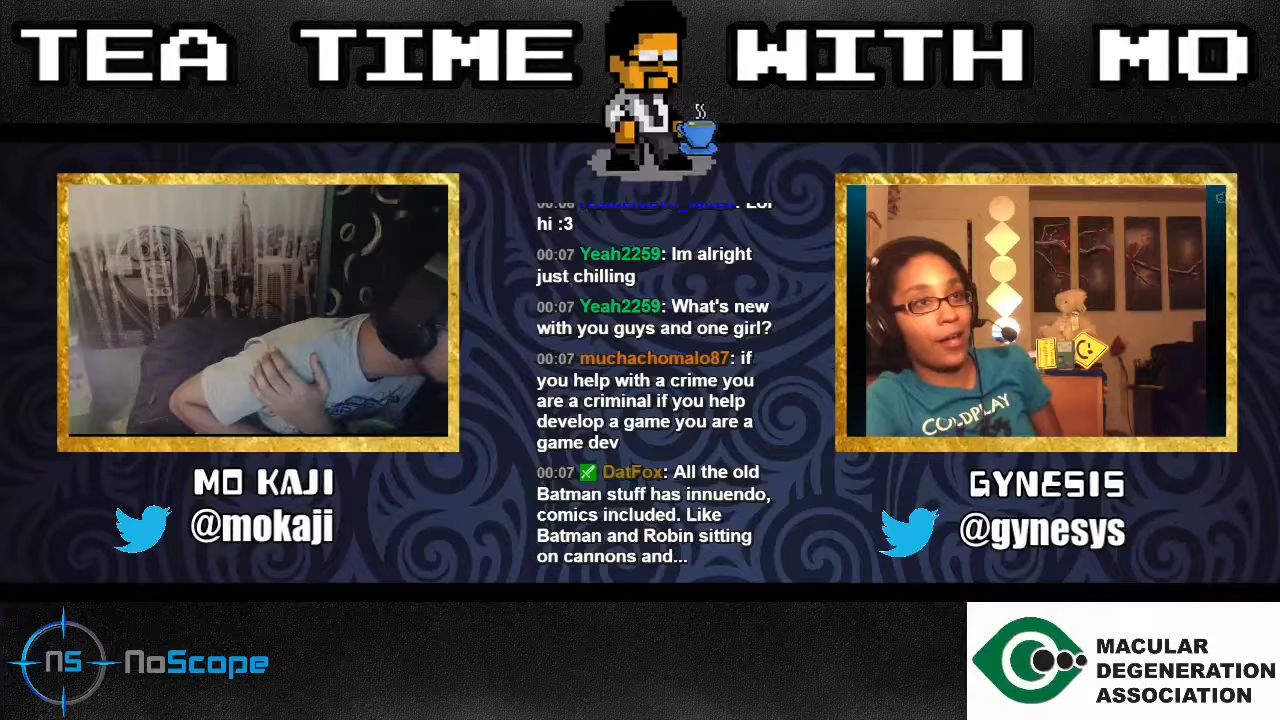 TEA TIME WITH MO
hi :3
00:07 Yeah2259: Im alright
just chilling
00:07 Yeah2259: What's new
with you guys and one girl?
00:07 muchachomalo87: if
you help with a crime you
are a criminal if you help
develop a game you are a
game dev
00:07 DatFox: All the old
Batman stuff has innuendo,
comics included. Like
Batman and Robin sitting
on cannons and...
COLDPLAY
MO KAJI
@mokaji
GYNESIS
@gynesys
NS NoScope
MACULAR
DEGENERATION
ASSOCIATION